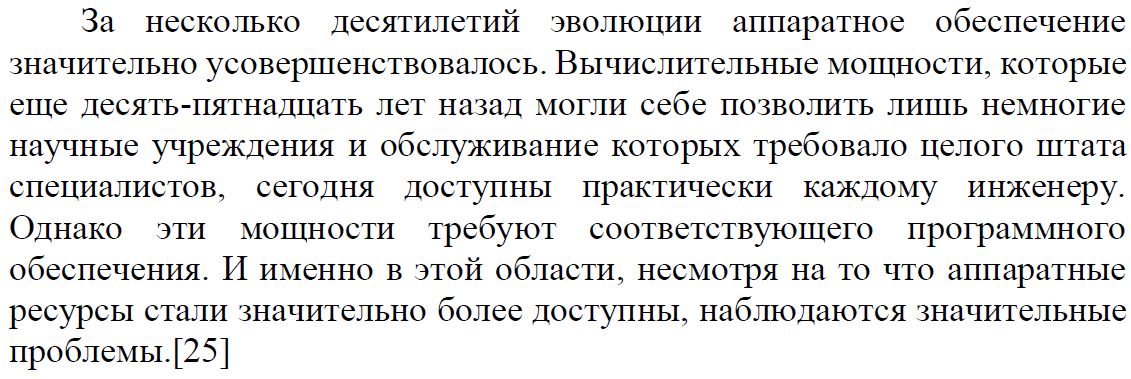 За несколько десятилетий эволюции аппаратное обеспечение
значительно усовершенствовалось. Вычислительные мощности, которые
еще десять-пятнадцать лет назад могли себе позволить лишь немногие
научные учреждения и обслуживание которых требовало целого штата
специалистов, сегодня доступны практически каждому инженеру.
Однако эти мощности требуют соответствующего программного
обеспечения. И именно в этой области, несмотря на то что аппаратные
ресурсы стали значительно более доступны, наблюдаются значительные
проблемы.[25]